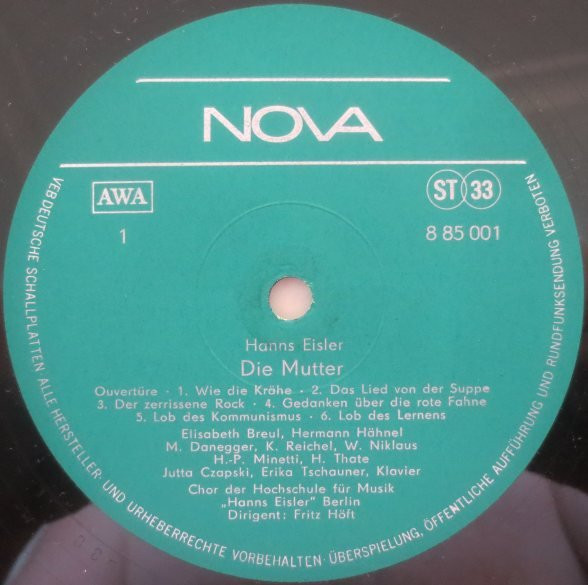 NOVA
AWA
ST 33
1
8 85 001
Hanns Eisler
Die Mutter
Ouvertüre · 1. Wie die Krähe · 2. Das Lied von der Suppe
3. Der zerrissene Rock · 4. Gedanken über die rote Fahne
5. Lob des Kommunismus · 6. Lob des Lernens
Elisabeth Breul, Hermann Hähnel
M. Danegger, K. Reichel, W. Niklaus
H.-P. Minetti, H. Thate
Jutta Czapski, Erika Tschauner, Klavier
Chor der Hochschule für Musik
„Hanns Eisler" Berlin
Dirigent: Fritz Höft
VEB DEUTSCHE SCHALLPLATTEN ALLE HERSTELLER- UND URHEBERRECHTE VORBEHALTEN · ÜBERSPIELUNG, ÖFFENTLICHE AUFFÜHRUNG UND RUNDFUNKSENDUNG VERBOTEN